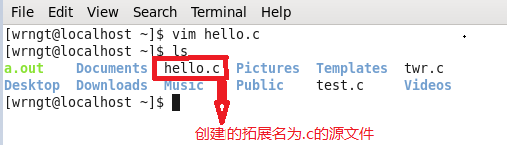 File Edit View Search Terminal Help
[wrngt@localhost ~]$ vim hello.c
[wrngt@localhost ~]$ ls
a.out Documents hello.c Pictures Templates twr.c
Desktop Downloads Music Public test.c Videos
[wrngt@localhost ~]$
创建的拓展名为.c的源文件